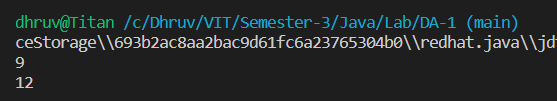 dhruv@Titan /c/Dhruv/VIT/Semester-3/Java/Lab/DA-1 (main)
ceStorage\\693b2ac8aa2bac9d61fc6a23765304b0\\redhat.java\\jd
9
12